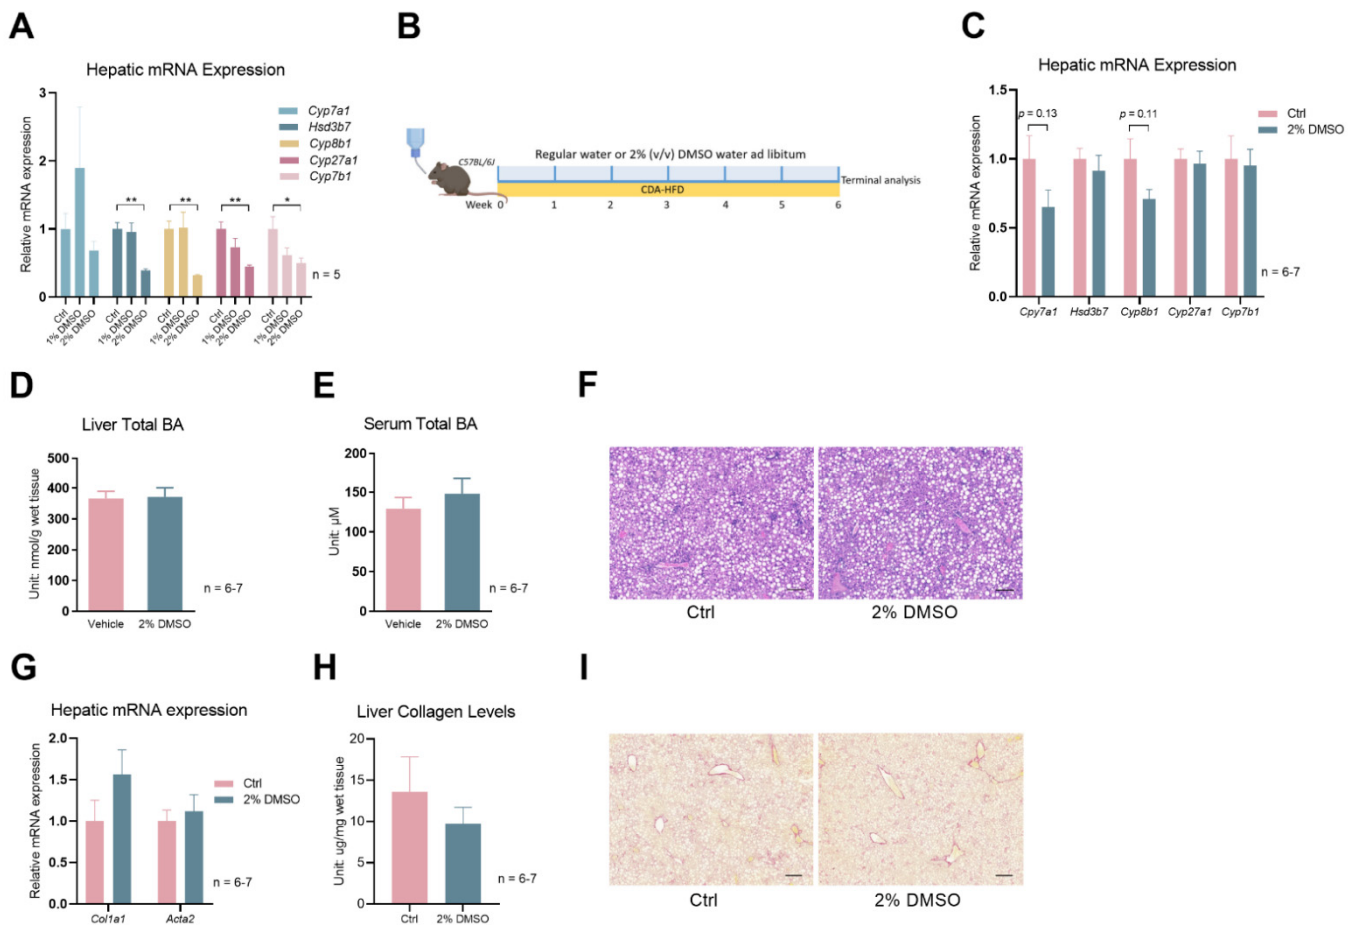 A
Hepatic mRNA Expression
Relative mRNA expression
3
2
1
0
Cyp7a1
Hsd3b7
Cyp8b1
Cyp27a1
Cyp7b1
** ** ** *
n = 5
Ctrl 1% DMSO 2% DMSO Ctrl 1% DMSO 2% DMSO Ctrl 1% DMSO 2% DMSO Ctrl 1% DMSO 2% DMSO Ctrl 1% DMSO 2% DMSO
B
C57BL/6J
Regular water or 2% (v/v) DMSO water ad libitum
CDA-HFD
Terminal analysis
Week 0 1 2 3 4 5 6
C
Hepatic mRNA Expression
Relative mRNA expression
1.5
1.0
0.5
0.0
p = 0.13
p = 0.11
Ctrl
2% DMSO
n = 6-7
Cpy7a1 Hsd3b7 Cyp8b1 Cyp27a1 Cyp7b1
D
Liver Total BA
Unit: nmol/g wet tissue
500
400
300
200
100
0
n = 6-7
Vehicle 2% DMSO
E
Serum Total BA
Unit: µM
200
150
100
50
0
n = 6-7
Vehicle 2% DMSO
F
Ctrl 2% DMSO
G
Hepatic mRNA expression
Relative mRNA expression
2.0
1.5
1.0
0.5
0.0
Ctrl
2% DMSO
n = 6-7
Col1a1 Acta2
H
Liver Collagen Levels
Unit: ug/mg wet tissue
20
15
10
5
0
n = 6-7
Ctrl 2% DMSO
I
Ctrl 2% DMSO